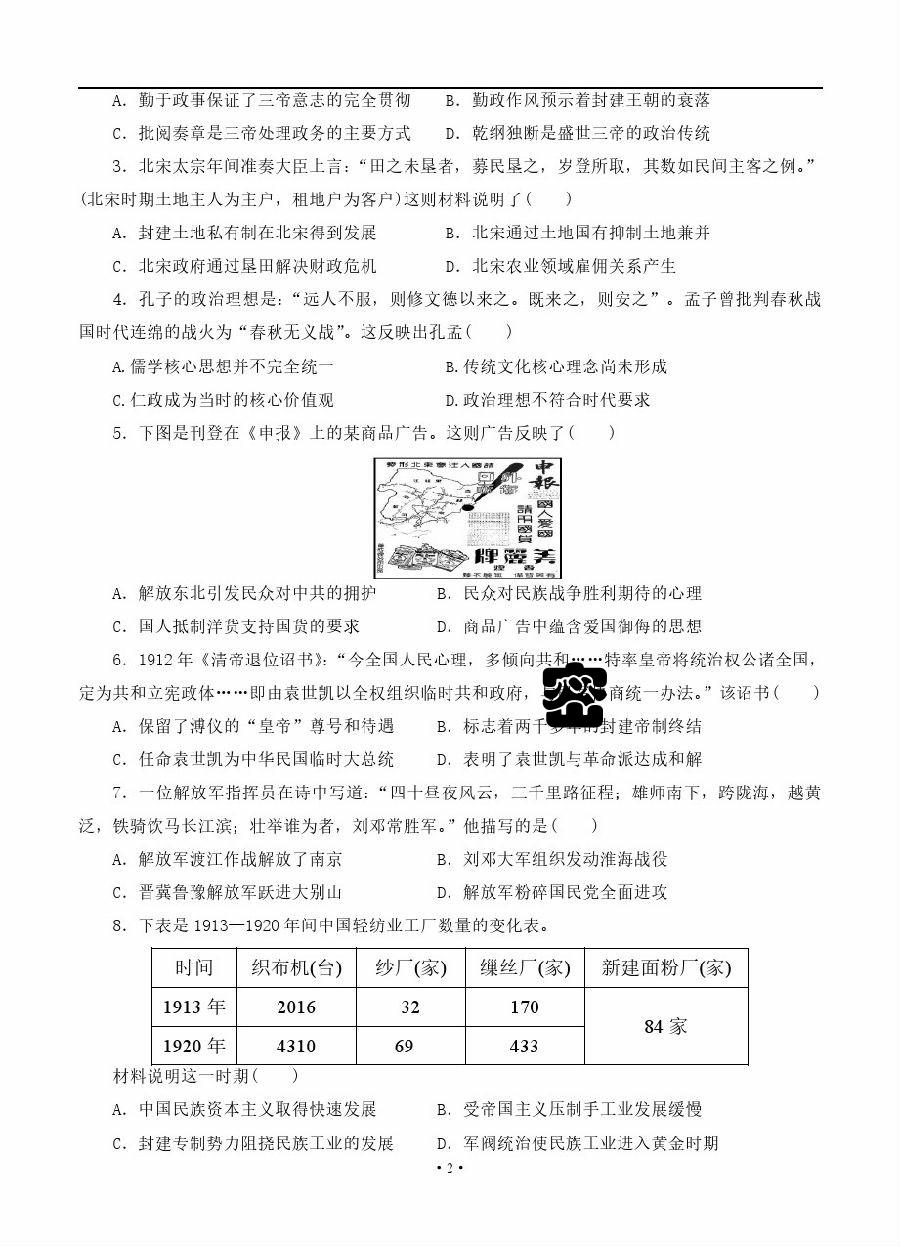 A．勤于政事保证了三帝意志的完全贯彻 B．勤政作风预示着封建王朝的衰落
C．批阅奏章是三帝处理政务的主要方式 D．乾纲独断是盛世三帝的政治传统
3．北宋太宗年间准奏大臣上言：“田之未垦者，募民垦之，岁登所取，其数如民间主客之例。”
(北宋时期土地主人为主户，租地户为客户)这则材料说明了( )
A．封建土地私有制在北宋得到发展 B．北宋通过土地国有抑制土地兼并
C．北宋政府通过垦田解决财政危机 D．北宋农业领域雇佣关系产生
4．孔子的政治理想是：“远人不服，则修文德以来之。既来之，则安之”。孟子曾批判春秋战
国时代连绵的战火为“春秋无义战”。这反映出孔孟( )
A.儒学核心思想并不完全统一 B.传统文化核心理念尚未形成
C.仁政成为当时的核心价值观 D.政治理想不符合时代要求
5．下图是刊登在《申报》上的某商品广告。这则广告反映了( )
申報
國人爱國
請用國貨
美麗牌
香烟
A．解放东北引发民众对中共的拥护 B．民众对民族战争胜利期待的心理
C．国人抵制洋货支持国货的要求 D．商品广告中蕴含爱国御侮的思想
6．1912年《清帝退位诏书》：“今全国人民心理，多倾向共和……特率皇帝将统治权公诸全国，
定为共和立宪政体……即由袁世凯以全权组织临时共和政府，商统一办法。”该诏书( )
A．保留了溥仪的“皇帝”尊号和待遇 B．标志着两千多年的封建帝制终结
C．任命袁世凯为中华民国临时大总统 D．表明了袁世凯与革命派达成和解
7．一位解放军指挥员在诗中写道：“四十昼夜风云，二千里路征程；雄师南下，跨陇海，越黄
泛，铁骑饮马长江滨；壮举谁为者，刘邓常胜军。”他描写的是( )
A．解放军渡江作战解放了南京 B．刘邓大军组织发动淮海战役
C．晋冀鲁豫解放军跃进大别山 D．解放军粉碎国民党全面进攻
8．下表是1913—1920年间中国轻纺业工厂数量的变化表。
时间 织布机(台) 纱厂(家) 缫丝厂(家) 新建面粉厂(家)
1913年 2016 32 170 84家
1920年 4310 69 433
材料说明这一时期( )
A．中国民族资本主义取得快速发展 B．受帝国主义压制手工业发展缓慢
C．封建专制势力阻挠民族工业的发展 D．军阀统治使民族工业进入黄金时期
·2·